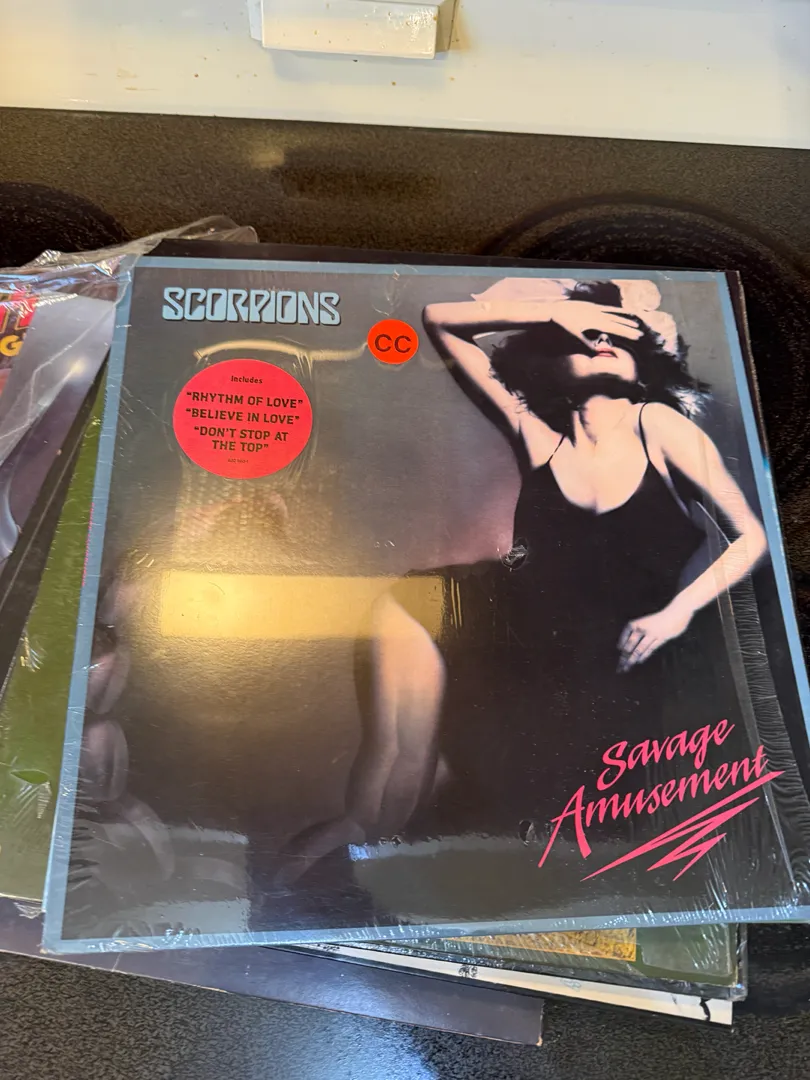 SCORPIONS
CC
Includes
"RHYTHM OF LOVE"
"BELIEVE IN LOVE"
"DON'T STOP AT
THE TOP"
Savage
Amusement